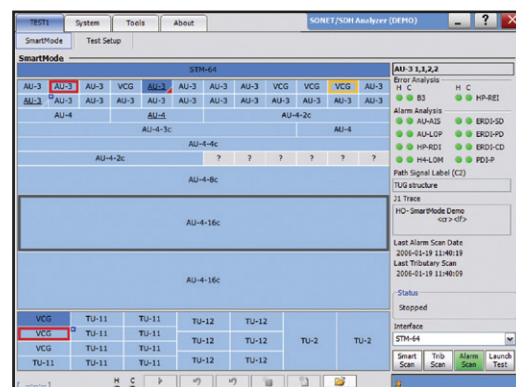 TEST1 System Tools About SONET/SDH Analyzer (DEMO) _ ? X
SmartMode Test Setup
SmartMode
STM-64
AU-3 AU-3 AU-3 VCG AU-3 AU-3 AU-3 VCG VCG VCG AU-3
AU-3 AU-3 AU-3 AU-3 AU-3 AU-3 AU-3 AU-3 AU-3 AU-3 AU-3 AU-3
AU-4 AU-4 AU-4-2c
AU-4-3c AU-4
AU-4-4c
AU-4-2c ? ? ? ? ? ?
AU-4-8c
AU-4-16c
AU-4-16c
VCG TU-11 TU-11 TU-12 TU-12
VCG TU-11 TU-11 TU-12 TU-12 TU-2 TU-2
VCG TU-11 TU-11
TU-11 TU-11 TU-11 TU-12 TU-12
H C
AU-3 1,1,2,2
Error Analysis
H C H C
B3 HP-REI
Alarm Analysis
AU-AIS ERDI-SD
AU-LOP ERDI-PD
HP-RDI ERDI-CD
H4-LOM PDI-P
Path Signal Label (C2)
TUG structure
J1 Trace
HO-SmartMode Demo
<cr><lf>
Last Alarm Scan Date
2006-01-19 11:40:19
Last Tributary Scan
2006-01-19 11:40:09
Status
Stopped
Interface
STM-64
Smart Scan Trib Scan Alarm Scan Launch Test